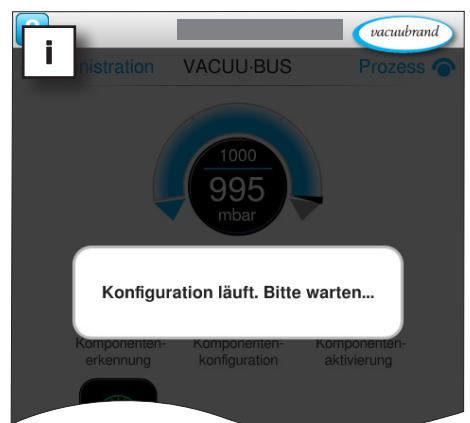 i
vacuubrand
nistration VACUU·BUS Prozess
1000
995
mbar
Konfiguration läuft. Bitte warten...
Komponenten- Komponenten- Komponenten-
erkennung konfiguration aktivierung